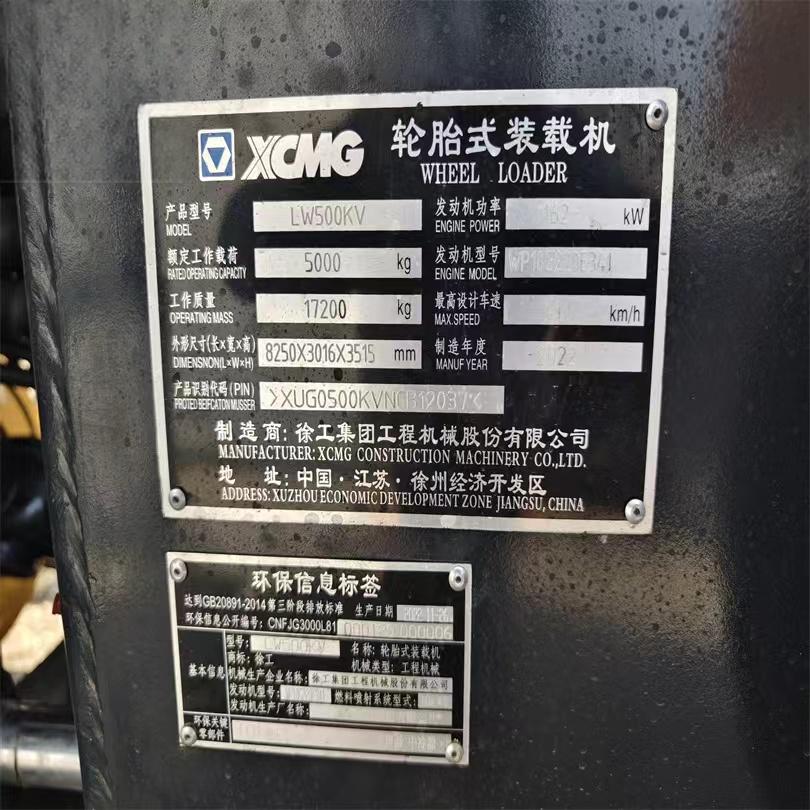 XCMG 轮胎式装载机
WHEEL LOADER
产品型号 LW500KV 发动机功率 162 kW
MODEL ENGINE POWER
额定工作载荷 5000 kg 发动机型号
RATED OPERATING CAPACITY ENGINE MODEL
工作质量 17200 kg 最高设计车速 km/h
OPERATING MASS MAX.SPEED
外形尺寸(长×宽×高) 8250X3016X3515 mm 制造年度 2022
DIMENSNON(L×W×H) MANUF YEAR
产品识别代码(PIN)
PROTED BEIFCATON MUSSER
制造商:徐工集团工程机械股份有限公司
MANUFACTURER: XCMG CONSTRUCTION MACHINERY CO.,LTD.
地 址:中国·江苏·徐州经济开发区
ADDRESS: XUZHOU ECONOMIC DEVELOPMENT ZONE JIANGSU, CHINA
环保信息标签
达到GB20891-2014第三阶段排放标准 生产日期
环保信息公开编号: CNFJG3000L81
基本信息
型号: LW500KV 名称: 轮胎式装载机
商标: 徐工 机械类型: 工程机械
机械生产企业名称: 徐工集团工程机械股份有限公司
发动机型号: 燃料喷射系统型式:
发动机生产厂名称:
环保关键
零部件